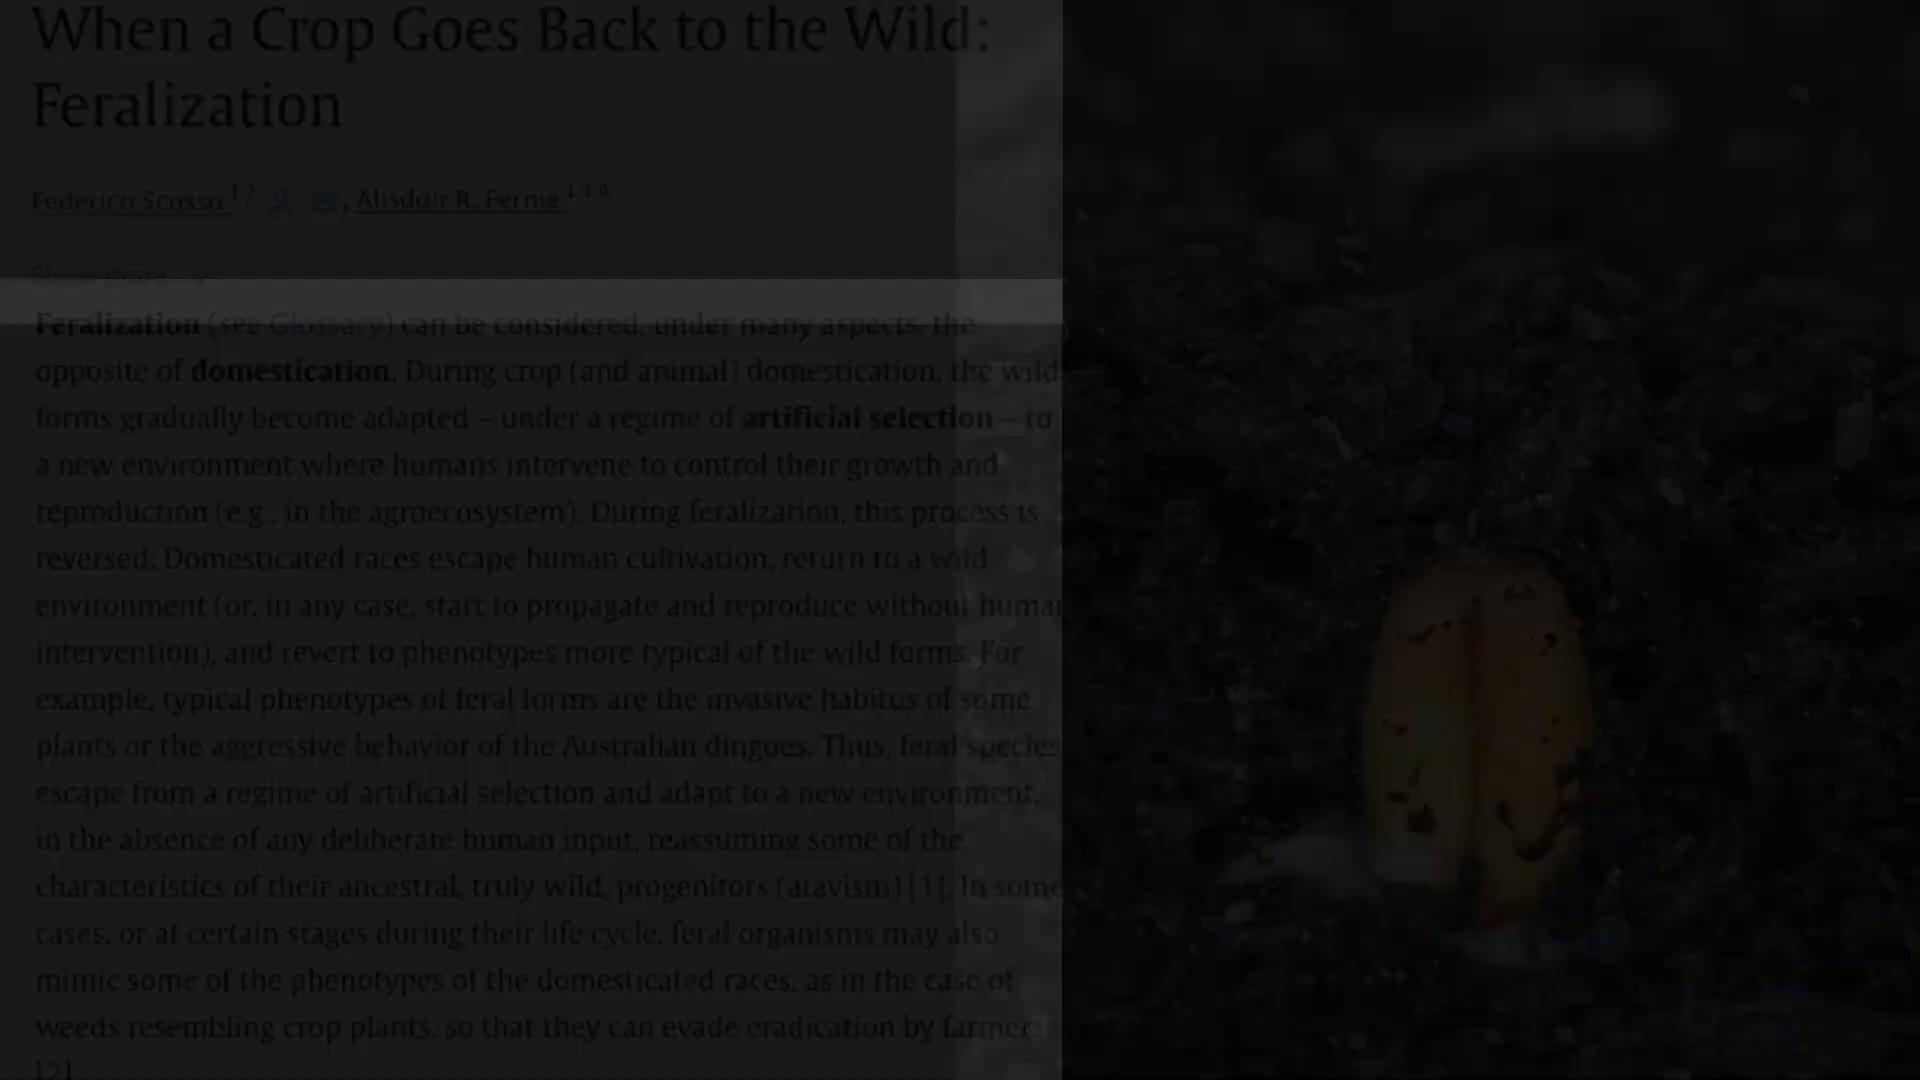 When a Crop Goes Back to the Wild:
Feralization
Federico Scossa 1 2 , Alisdair R. Fernie 1 3 @
Show more
Feralization (see Glossary) can be considered, under many aspects, the
opposite of domestication. During crop (and animal) domestication, the wild
forms gradually become adapted – under a regime of artificial selection – to
a new environment where humans intervene to control their growth and
reproduction (e.g., in the agroecosystem). During feralization, this process is
reversed. Domesticated races escape human cultivation, return to a wild
environment (or, in any case, start to propagate and reproduce without human
intervention), and revert to phenotypes more typical of the wild forms. For
example, typical phenotypes of feral forms are the invasive habitus of some
plants or the aggressive behavior of the Australian dingoes. Thus, feral species
escape from a regime of artificial selection and adapt to a new environment,
in the absence of any deliberate human input, reassuming some of the
characteristics of their ancestral, truly wild, progenitors (atavism) [1]. In some
cases, or at certain stages during their life cycle, feral organisms may also
mimic some of the phenotypes of the domesticated races, as in the case of
weeds resembling crop plants, so that they can evade eradication by farmers
[2]